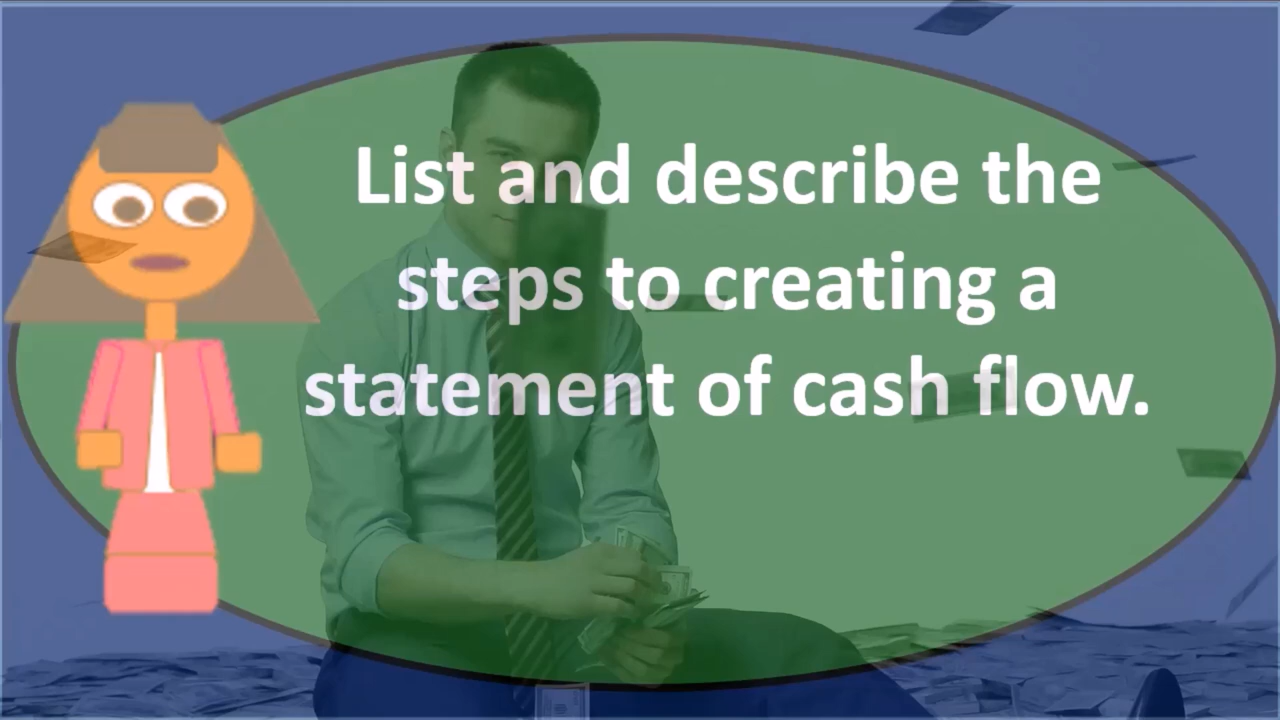 List and describe the
steps to creating a
statement of cash flow.